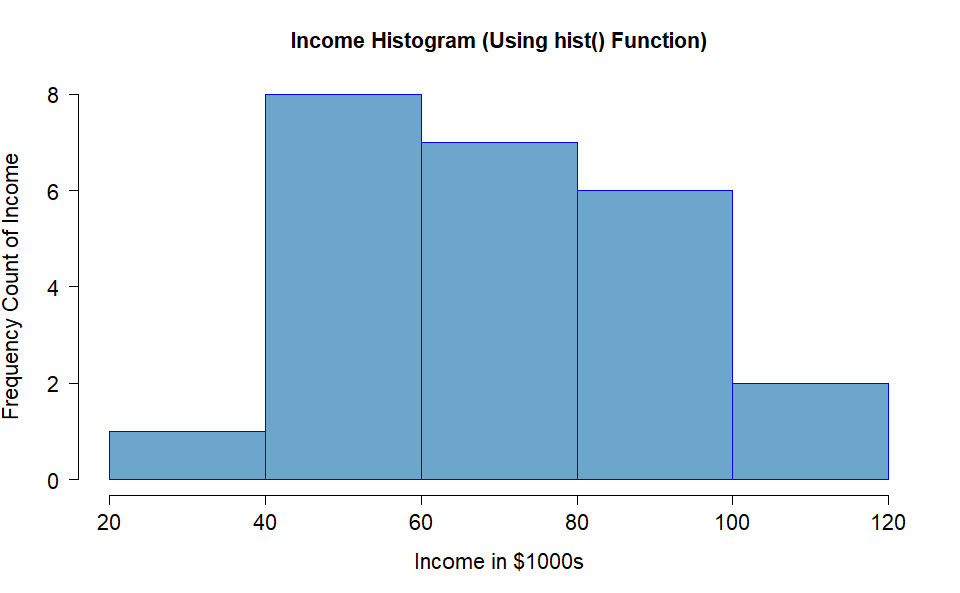 Income Histogram (Using hist() Function)
Frequency Count of Income
8
6
4
2
0
20 40 60 80 100 120
Income in $1000s